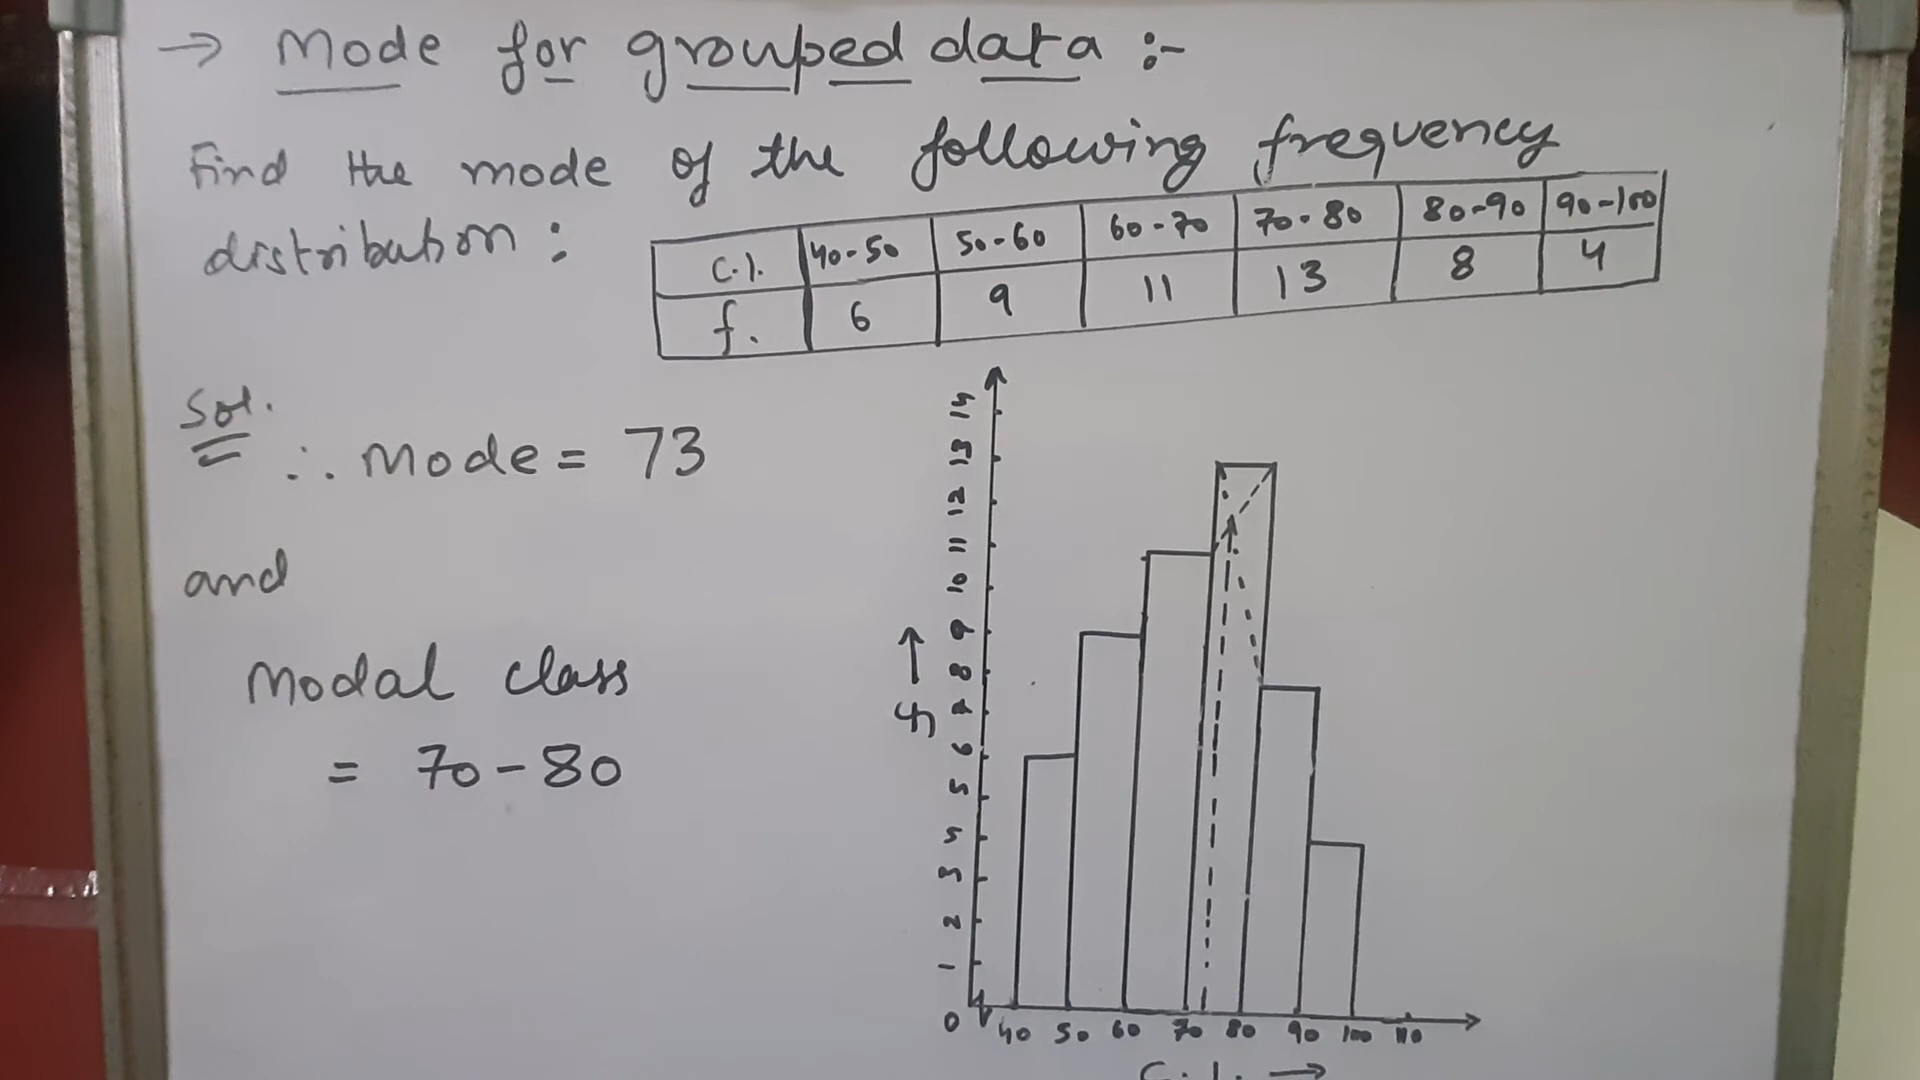 → Mode for grouped data :-
Find the mode of the following frequency
distribution :
C.I. 40-50 50-60 60-70 70-80 80-90 90-100
f. 6 9 11 13 8 4
Sol.
∴ Mode = 73
and
Modal class
= 70-80
14
13
12
11
10
9
8
7
6
5
4
3
2
1
0
f →
40 50 60 70 80 90 100 110
C.I. →